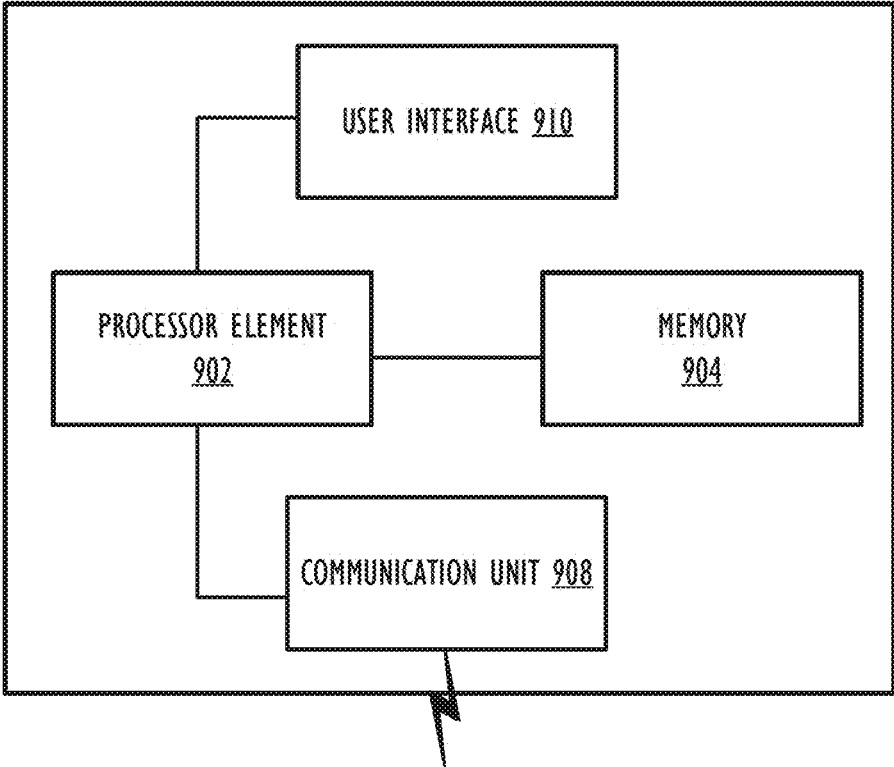 USER INTERFACE 910
PROCESSOR ELEMENT
902
MEMORY
904
COMMUNICATION UNIT 908